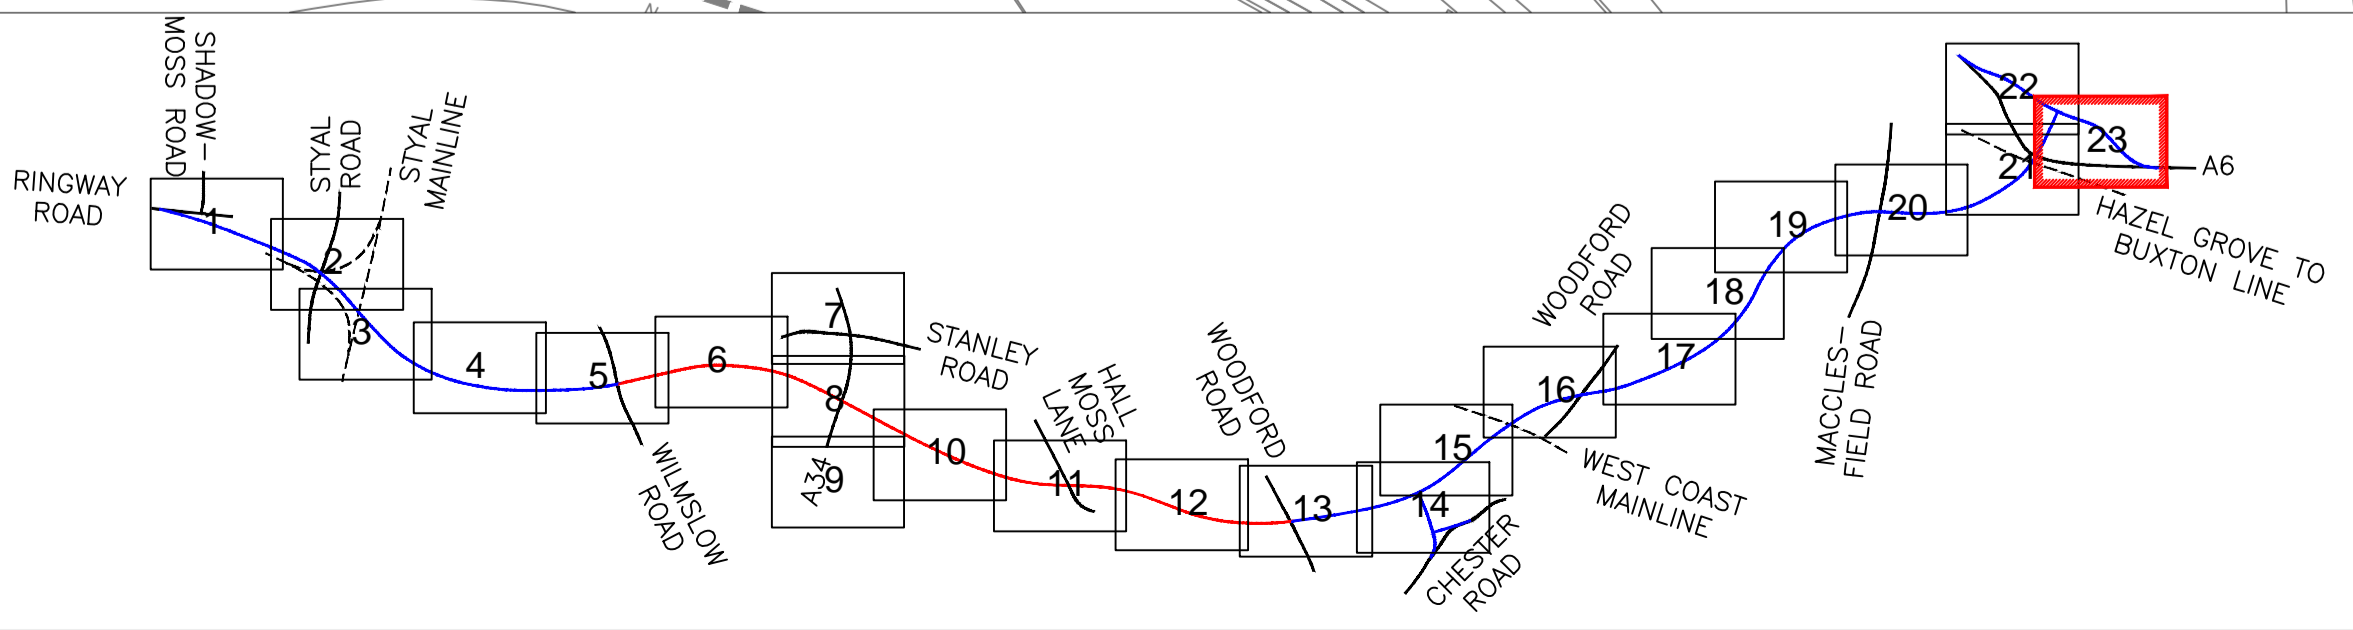 SHADOW-
MOSS ROAD
RINGWAY
ROAD
1
STYAL
ROAD
STYAL
MAINLINE
2
3
4
5
WILMSLOW
ROAD
6
7
STANLEY
ROAD
8
A34
9
10
HALL
MOSS
LANE
11
12
WOODFORD
ROAD
13
14
CHESTER
ROAD
15
WEST COAST
MAINLINE
WOODFORD
ROAD
16
17
18
19
MACCLES-
FIELD ROAD
20
21
22
23
A6
HAZEL GROVE TO
BUXTON LINE